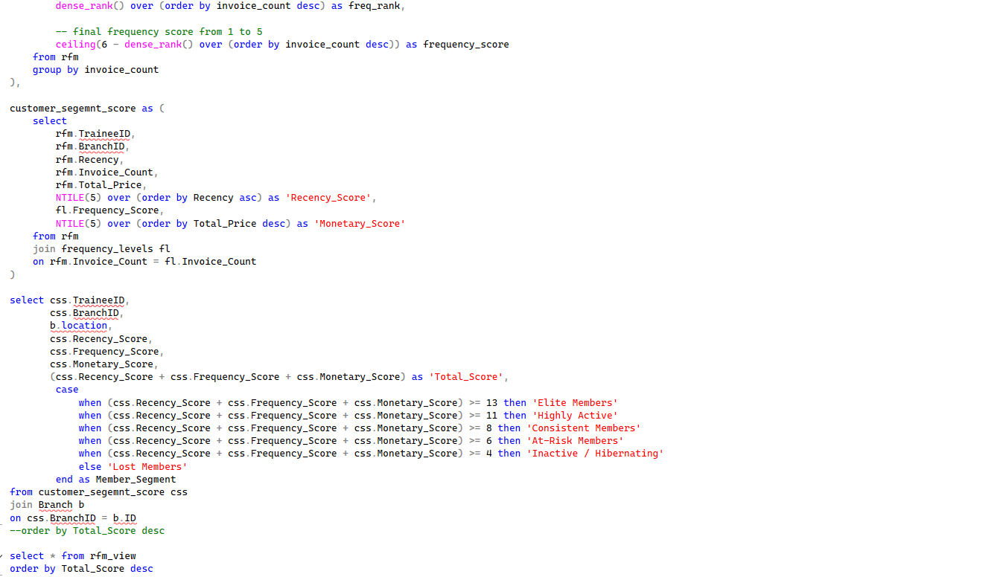 dense_rank() over (order by invoice_count desc) as freq_rank,
-- final frequency score from 1 to 5
ceiling(6 - dense_rank() over (order by invoice_count desc)) as frequency_score
from rfm
group by invoice_count
),
customer_segemnt_score as (
select
rfm.TraineeID,
rfm.BranchID,
rfm.Recency,
rfm.Invoice_Count,
rfm.Total_Price,
NTILE(5) over (order by Recency asc) as 'Recency_Score',
fl.Frequency_Score,
NTILE(5) over (order by Total_Price desc) as 'Monetary_Score'
from rfm
join frequency_levels fl
on rfm.Invoice_Count = fl.Invoice_Count
)
select css.TraineeID,
css.BranchID,
b.location,
css.Recency_Score,
css.Frequency_Score,
css.Monetary_Score,
(css.Recency_Score + css.Frequency_Score + css.Monetary_Score) as 'Total_Score',
case
when (css.Recency_Score + css.Frequency_Score + css.Monetary_Score) >= 13 then 'Elite Members'
when (css.Recency_Score + css.Frequency_Score + css.Monetary_Score) >= 11 then 'Highly Active'
when (css.Recency_Score + css.Frequency_Score + css.Monetary_Score) >= 8 then 'Consistent Members'
when (css.Recency_Score + css.Frequency_Score + css.Monetary_Score) >= 6 then 'At-Risk Members'
when (css.Recency_Score + css.Frequency_Score + css.Monetary_Score) >= 4 then 'Inactive / Hibernating'
else 'Lost Members'
end as Member_Segment
from customer_segemnt_score css
join Branch b
on css.BranchID = b.ID
--order by Total_Score desc
select * from rfm_view
order by Total_Score desc